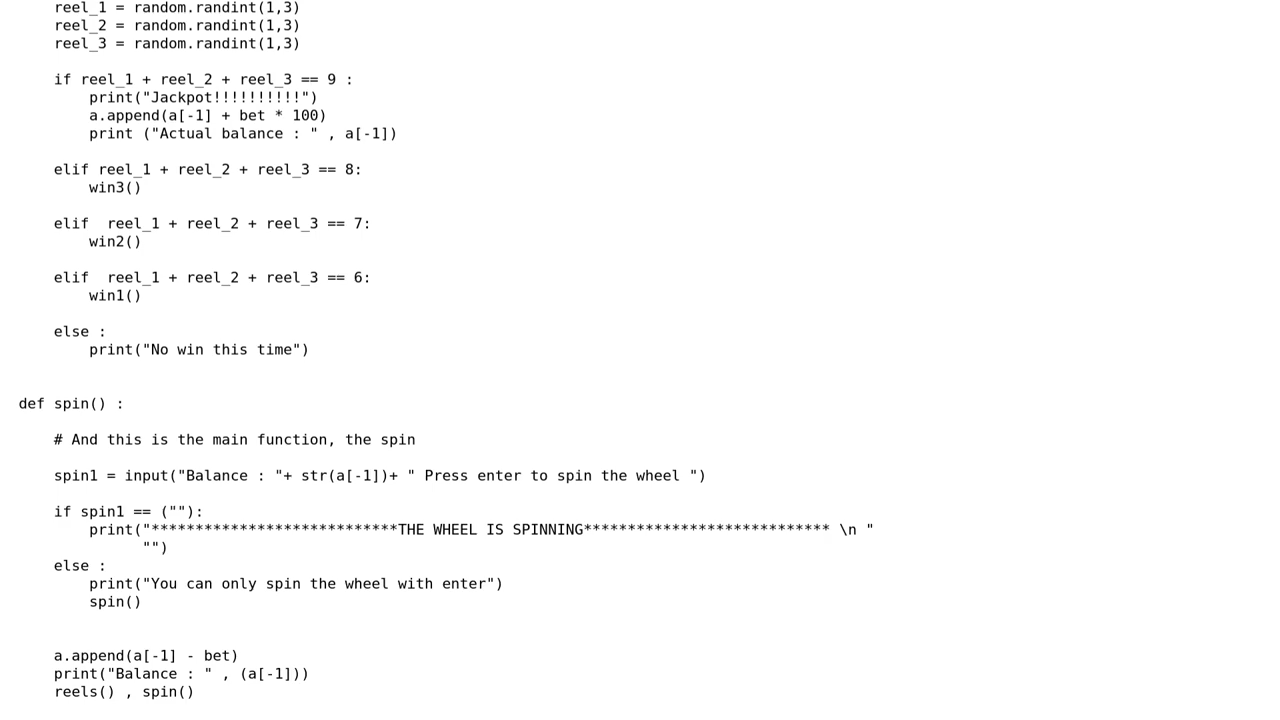 reel_1 = random.randint(1,3)
reel_2 = random.randint(1,3)
reel_3 = random.randint(1,3)
if reel_1 + reel_2 + reel_3 == 9 :
print("Jackpot!!!!!!!!!!")
a.append(a[-1] + bet * 100)
print ("Actual balance : " , a[-1])
elif reel_1 + reel_2 + reel_3 == 8:
win3()
elif  reel_1 + reel_2 + reel_3 == 7:
win2()
elif  reel_1 + reel_2 + reel_3 == 6:
win1()
else :
print("No win this time")
def spin() :
# And this is the main function, the spin
spin1 = input("Balance : "+ str(a[-1])+ " Press enter to spin the wheel ")
if spin1 == (""):
print("****************************THE WHEEL IS SPINNING**************************** \n "
"")
else :
print("You can only spin the wheel with enter")
spin()
a.append(a[-1] - bet)
print("Balance : " , (a[-1]))
reels() , spin()